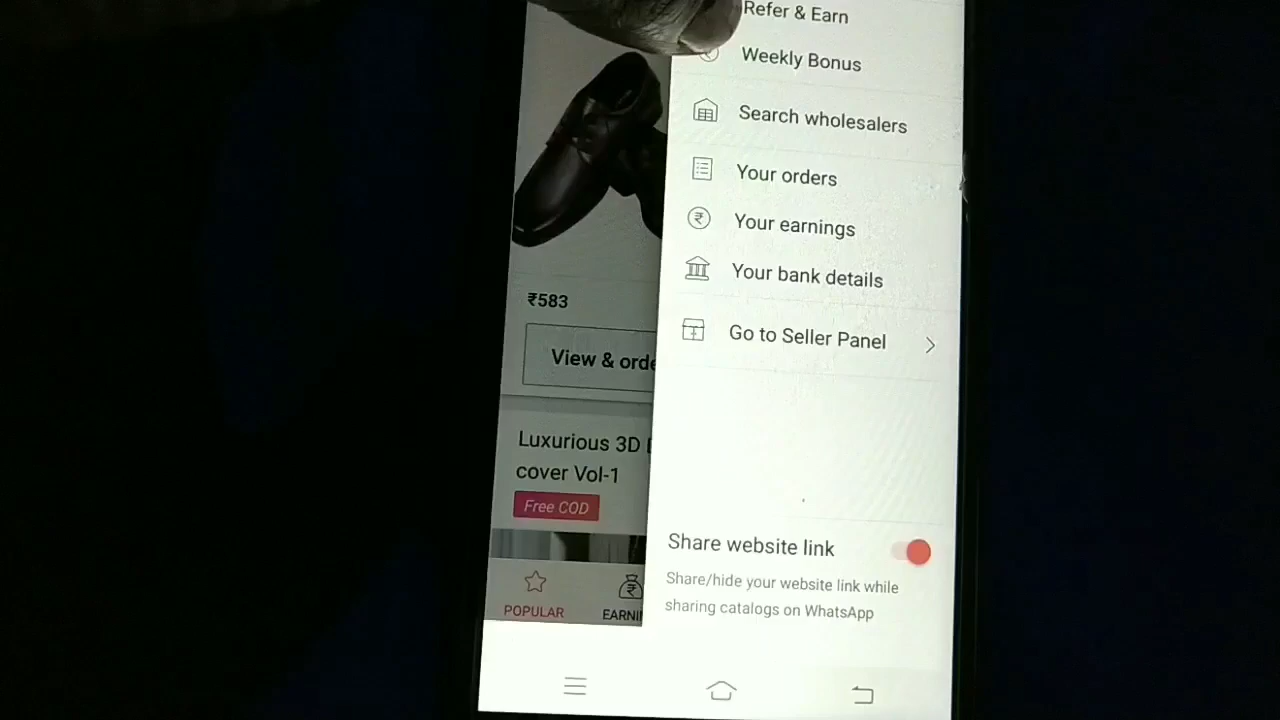 Refer & Earn
Weekly Bonus
Search wholesalers
Your orders
Your earnings
Your bank details
Go to Seller Panel
Share website link
Share/hide your website link while
sharing catalogs on WhatsApp
₹583
View & orde
Luxurious 3D
cover Vol-1
Free COD
POPULAR
EARNI